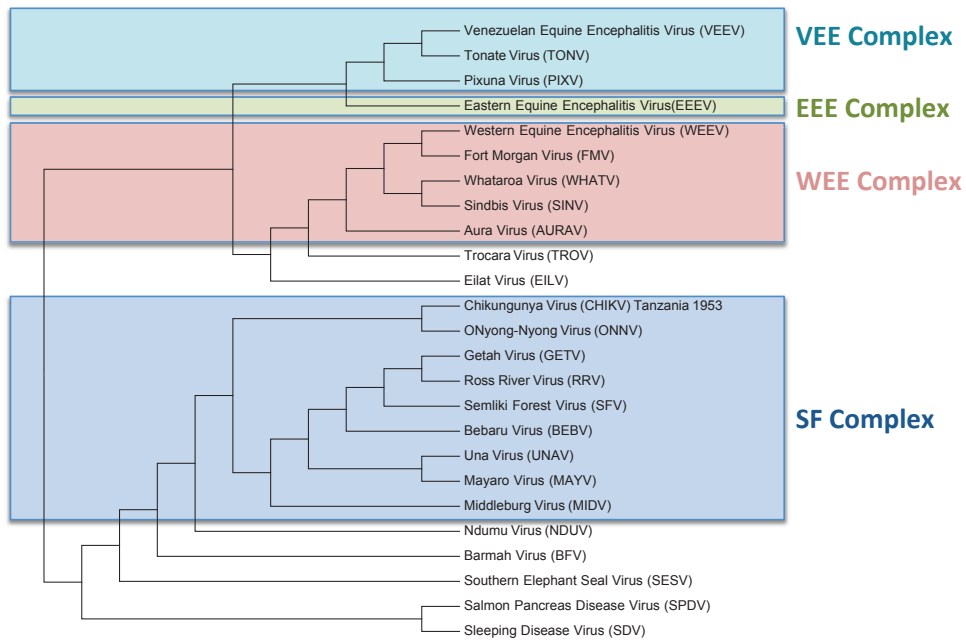 Venezuelan Equine Encephalitis Virus (VEEV)
Tonate Virus (TONV)
Pixuna Virus (PIXV)
VEE Complex
Eastern Equine Encephalitis Virus(EEEV)
EEE Complex
Western Equine Encephalitis Virus (WEEV)
Fort Morgan Virus (FMV)
Whataroa Virus (WHATV)
Sindbis Virus (SINV)
Aura Virus (AURAV)
WEE Complex
Trocara Virus (TROV)
Eilat Virus (EILV)
Chikungunya Virus (CHIKV) Tanzania 1953
ONyong-Nyong Virus (ONNV)
Getah Virus (GETV)
Ross River Virus (RRV)
Semliki Forest Virus (SFV)
Bebaru Virus (BEBV)
Una Virus (UNAV)
Mayaro Virus (MAYV)
Middleburg Virus (MIDV)
SF Complex
Ndumu Virus (NDUV)
Barmah Virus (BFV)
Southern Elephant Seal Virus (SESV)
Salmon Pancreas Disease Virus (SPDV)
Sleeping Disease Virus (SDV)